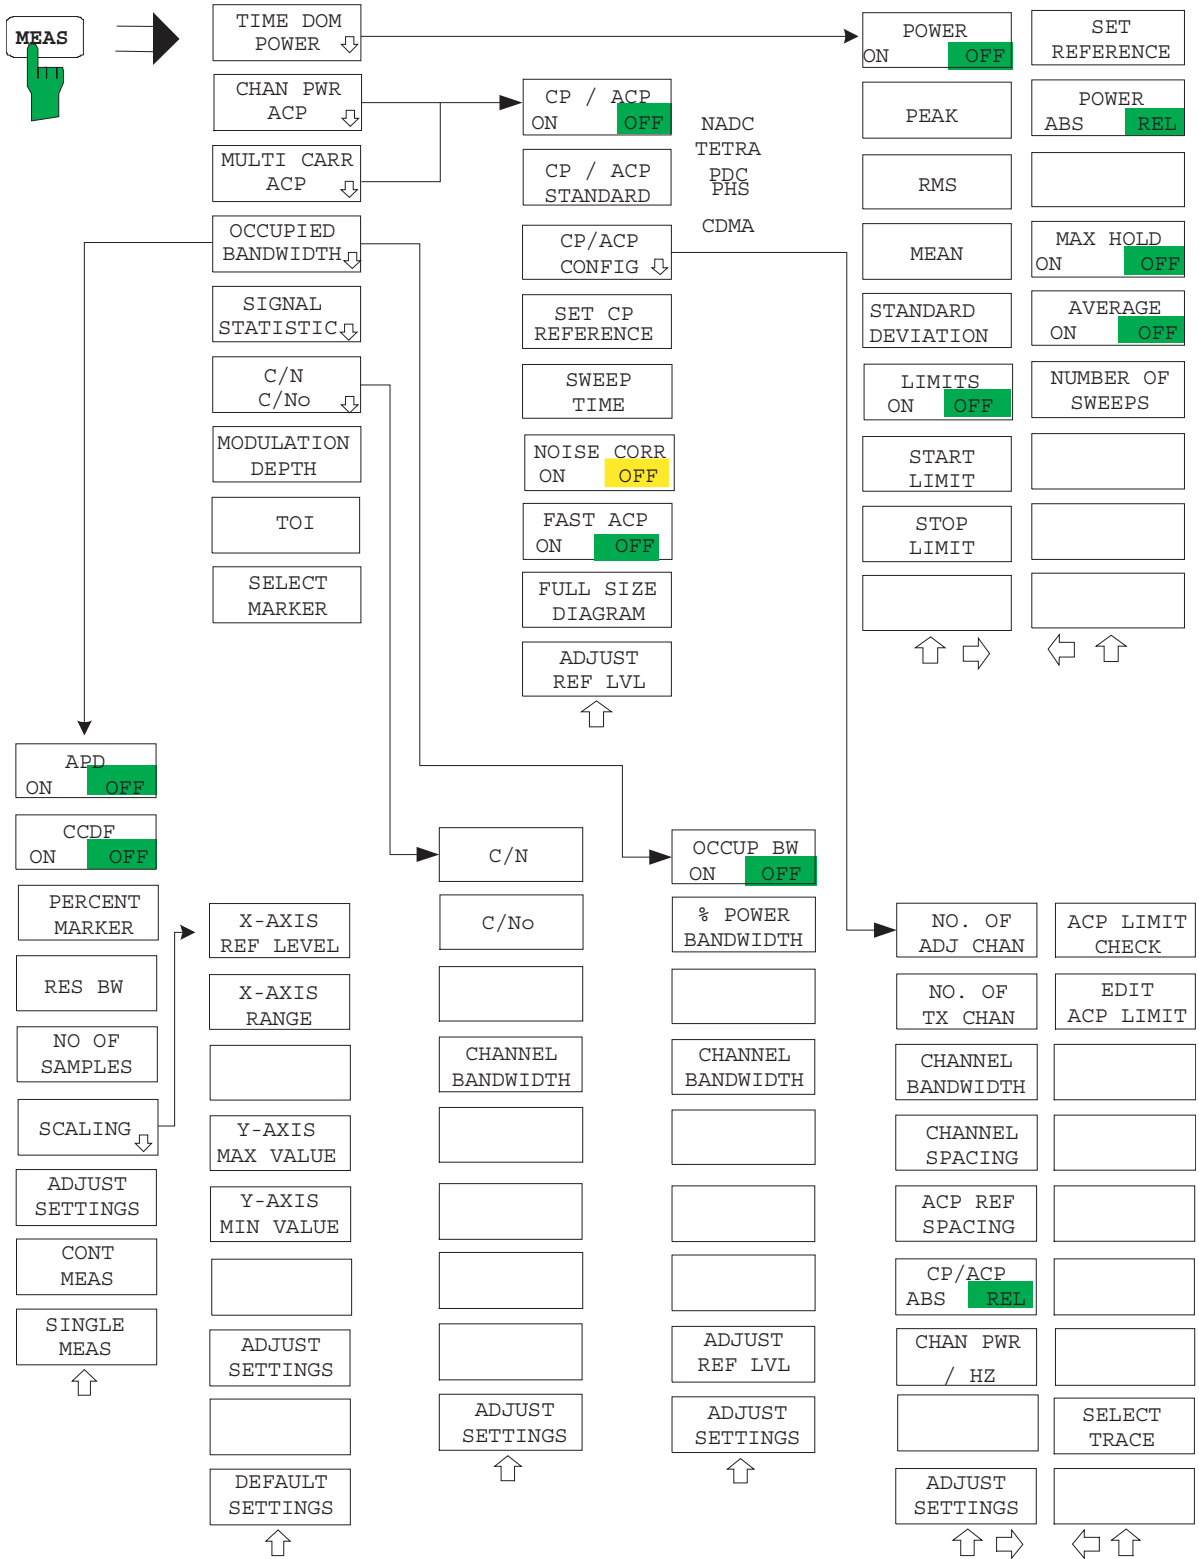 MEAS
TIME DOM
POWER
CHAN PWR
ACP
MULTI CARR
ACP
OCCUPIED
BANDWIDTH
SIGNAL
STATISTIC
C/N
C/No
MODULATION
DEPTH
TOI
SELECT
MARKER
CP / ACP
ON OFF
CP / ACP
STANDARD
CP/ACP
CONFIG
SET CP
REFERENCE
SWEEP
TIME
NOISE CORR
ON OFF
FAST ACP
ON OFF
FULL SIZE
DIAGRAM
ADJUST
REF LVL
NADC
TETRA
PDC
PHS
CDMA
POWER
ON OFF
PEAK
RMS
MEAN
STANDARD
DEVIATION
LIMITS
ON OFF
START
LIMIT
STOP
LIMIT
SET
REFERENCE
POWER
ABS REL
MAX HOLD
ON OFF
AVERAGE
ON OFF
NUMBER OF
SWEEPS
APD
ON OFF
CCDF
ON OFF
PERCENT
MARKER
RES BW
NO OF
SAMPLES
SCALING
ADJUST
SETTINGS
CONT
MEAS
SINGLE
MEAS
X-AXIS
REF LEVEL
X-AXIS
RANGE
Y-AXIS
MAX VALUE
Y-AXIS
MIN VALUE
ADJUST
SETTINGS
DEFAULT
SETTINGS
C/N
C/No
CHANNEL
BANDWIDTH
ADJUST
SETTINGS
OCCUP BW
ON OFF
% POWER
BANDWIDTH
CHANNEL
BANDWIDTH
ADJUST
REF LVL
ADJUST
SETTINGS
NO. OF
ADJ CHAN
NO. OF
TX CHAN
CHANNEL
BANDWIDTH
CHANNEL
SPACING
ACP REF
SPACING
CP/ACP
ABS REL
CHAN PWR
/ HZ
ADJUST
SETTINGS
ACP LIMIT
CHECK
EDIT
ACP LIMIT
SELECT
TRACE